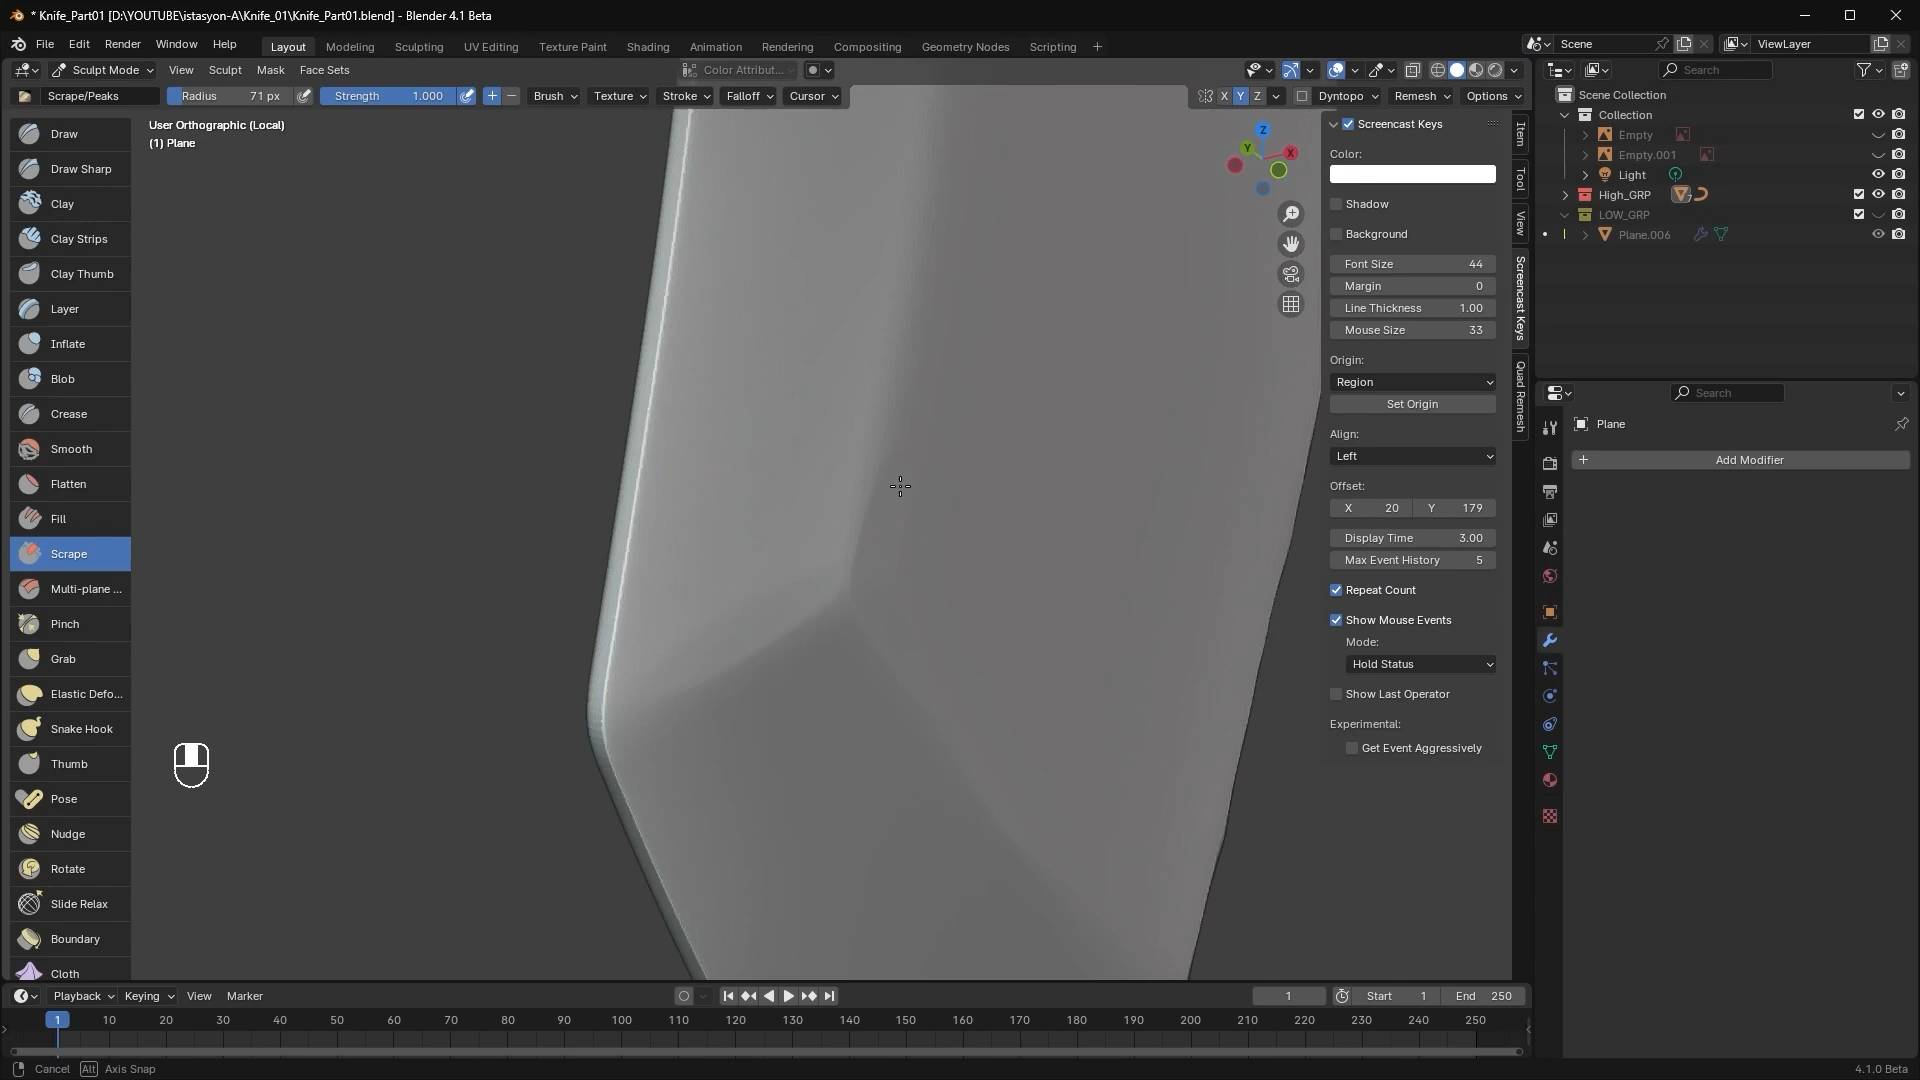 * Knife_Part01 [D:\YOUTUBE\istasyon-A\Knife_01\Knife_Part01.blend] - Blender 4.1 Beta
File Edit Render Window Help Layout Modeling Sculpting UV Editing Texture Paint Shading Animation Rendering Compositing Geometry Nodes Scripting + Scene ViewLayer
Sculpt Mode View Sculpt Mask Face Sets Color Attribut... Search
Scrape/Peaks Radius 71 px Strength 1.000 Brush Texture Stroke Falloff Cursor X Y Z Dyntopo Remesh Options
User Orthographic (Local)
(1) Plane
Draw
Draw Sharp
Clay
Clay Strips
Clay Thumb
Layer
Inflate
Blob
Crease
Smooth
Flatten
Fill
Scrape
Multi-plane ...
Pinch
Grab
Elastic Defo...
Snake Hook
Thumb
Pose
Nudge
Rotate
Slide Relax
Boundary
Cloth
Z
Y
X
Screencast Keys
Color:
Shadow
Background
Font Size 44
Margin 0
Line Thickness 1.00
Mouse Size 33
Origin:
Region
Set Origin
Align:
Left
Offset:
X 20 Y 179
Display Time 3.00
Max Event History 5
Repeat Count
Show Mouse Events
Mode:
Hold Status
Show Last Operator
Experimental:
Get Event Aggressively
Item
Tool
View
Screencast Keys
Quad Remesh
Scene Collection
Collection
Empty
Empty.001
Light
High_GRP 7
LOW_GRP
Plane.006
Search
Plane
+ Add Modifier
Playback Keying View Marker 1 Start 1 End 250
1 10 20 30 40 50 60 70 80 90 100 110 120 130 140 150 160 170 180 190 200 210 220 230 240 250
Cancel Alt Axis Snap 4.1.0 Beta